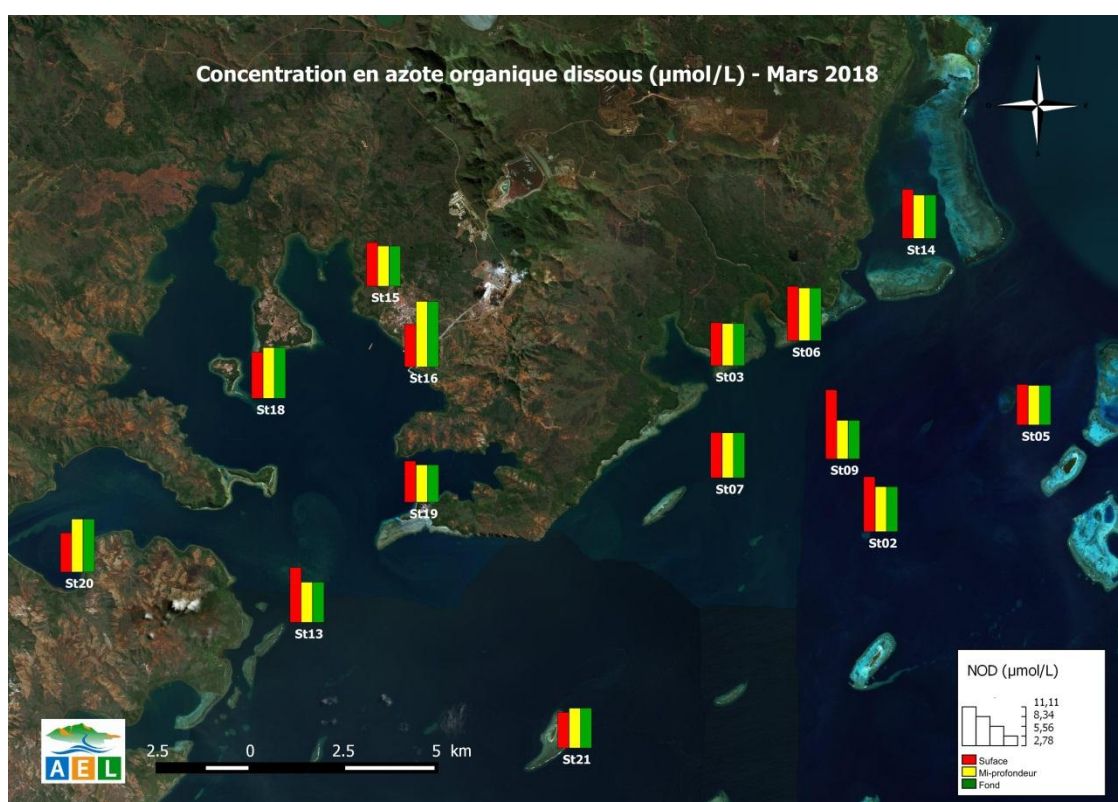 Concentration en azote organique dissous (µmol/L) - Mars 2018
N
O
E
S
St14
St15
St06
St16
St03
St18
St05
St09
St07
St19
St02
St20
St13
NOD (µmol/L)
11,11
8,34
5,56
2,78
Suface
Mi-profondeur
Fond
St21
2.5 0 2.5 5 km
AEL